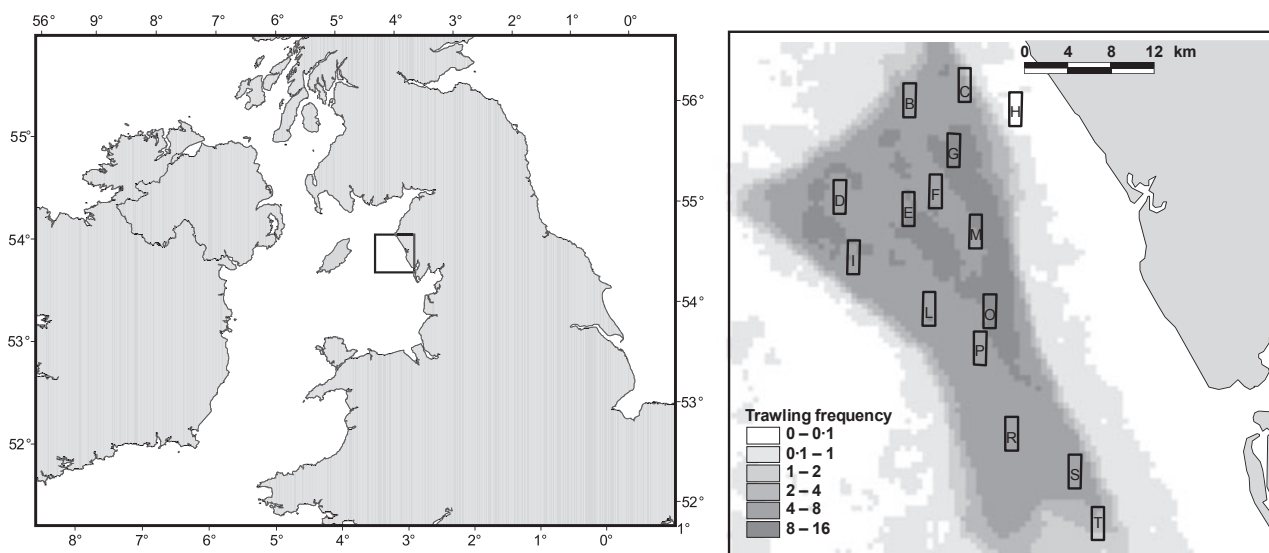 56° 9° 8° 7° 6° 5° 4° 3° 2° 1° 0°
55°
54°
53°
52°
56°
55°
54°
53°
52°
1°
8° 7° 6° 5° 4° 3° 2° 1° 0°
0 4 8 12 km
B
C
H
G
D
E
F
M
I
L
O
P
R
S
T
Trawling frequency
0 – 0·1
0·1 – 1
1 – 2
2 – 4
4 – 8
8 – 16